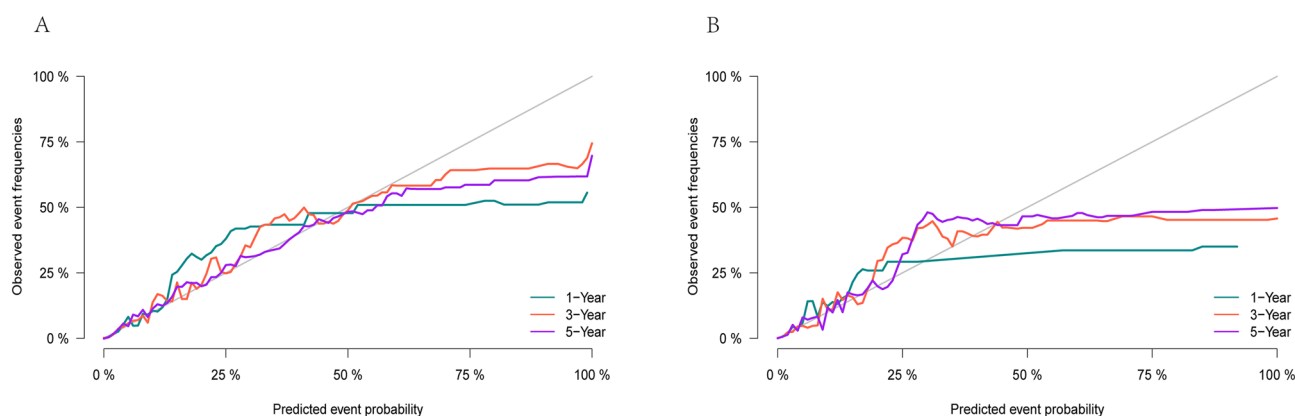 A
Observed event frequencies
100 %
75 %
50 %
25 %
0 %
0 %
25 %
50 %
75 %
100 %
Predicted event probability
1−Year
3−Year
5−Year
B
Observed event frequencies
100 %
75 %
50 %
25 %
0 %
0 %
25 %
50 %
75 %
100 %
Predicted event probability
1−Year
3−Year
5−Year